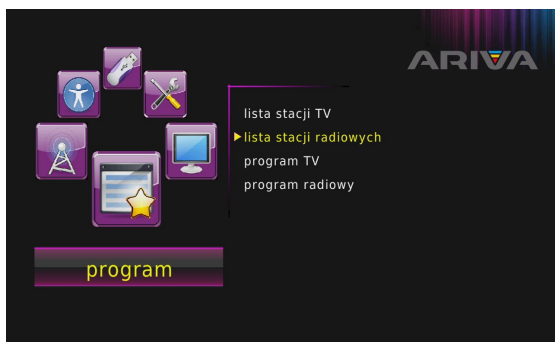 ARIVA
lista stacji TV
lista stacji radiowych
program TV
program radiowy
program